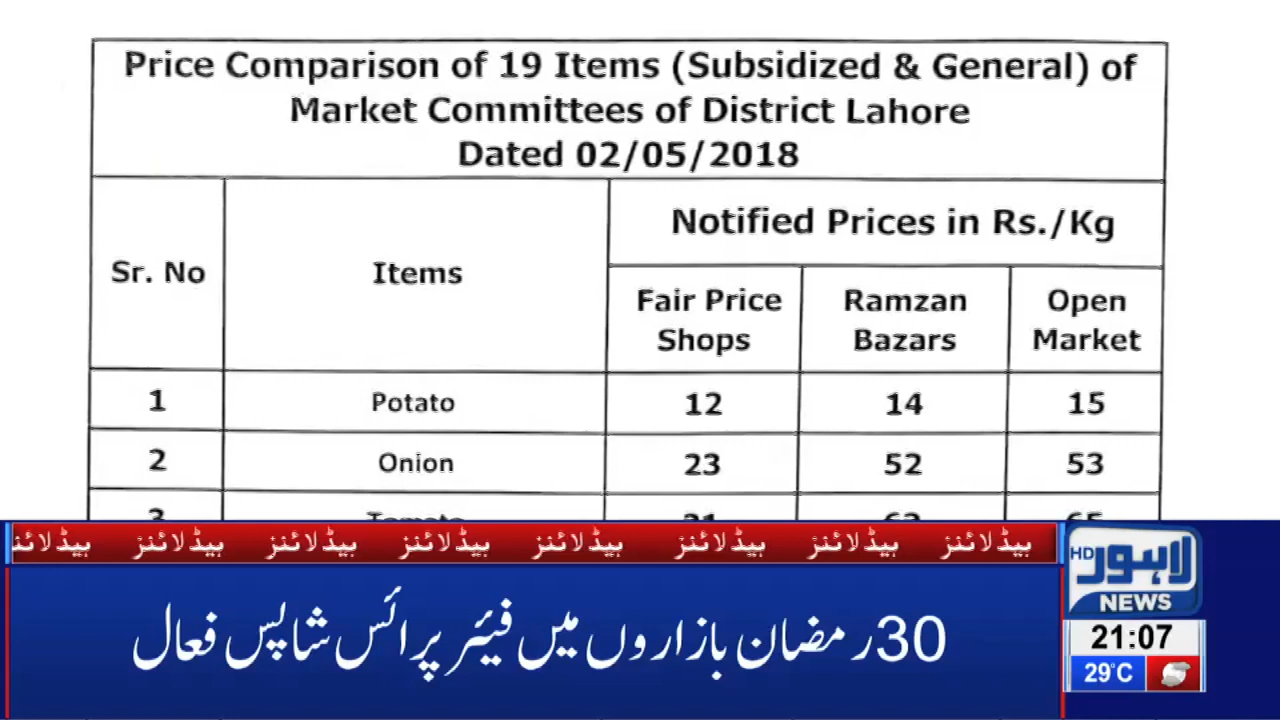 Price Comparison of 19 Items (Subsidized & General) of
Market Committees of District Lahore
Dated 02/05/2018
Sr. No
Items
Notified Prices in Rs./Kg
Fair Price
Shops
Ramzan
Bazars
Open
Market
1 Potato 12 14 15
2 Onion 23 52 53
3 Tomato
ہیڈلائنز ہیڈلائنز ہیڈلائنز ہیڈلائنز ہیڈلائنز ہیڈلائنز ہیڈلائنز ہیڈلائنز
30رمضان بازاروں میں فیئر پرائس شاپس فعال
HD لاہور
NEWS
21:07
29°C